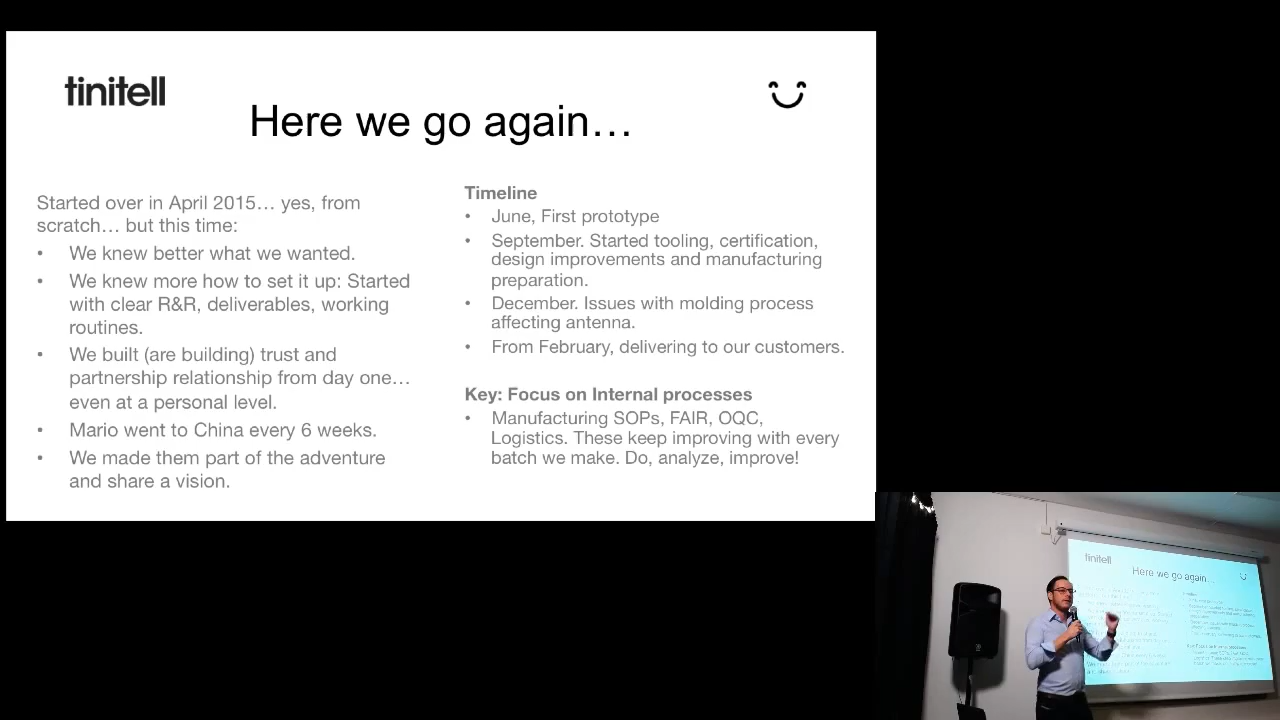 tinitell
Here we go again…
Started over in April 2015… yes, from
scratch… but this time:
• We knew better what we wanted.
• We knew more how to set it up: Started
with clear R&R, deliverables, working
routines.
• We built (are building) trust and
partnership relationship from day one…
even at a personal level.
• Mario went to China every 6 weeks.
• We made them part of the adventure
and share a vision.
Timeline
• June, First prototype
• September. Started tooling, certification,
design improvements and manufacturing
preparation.
• December. Issues with molding process
affecting antenna.
• From February, delivering to our customers.
Key: Focus on Internal processes
• Manufacturing SOPs, FAIR, OQC,
Logistics. These keep improving with every
batch we make. Do, analyze, improve!
tinitell
Here we go again…